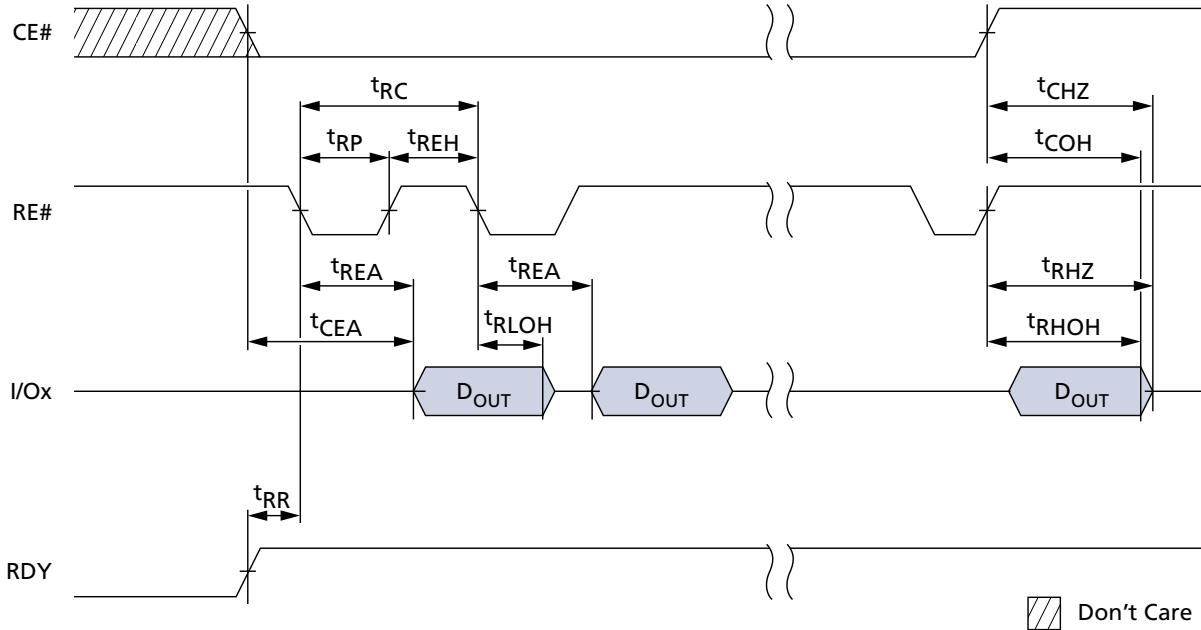 CE#
tRC
tCHZ
tRP
tREH
tCOH
RE#
tREA
tREA
tRHZ
tCEA
tRLOH
tRHOH
I/Ox
DOUT
DOUT
DOUT
tRR
RDY
Don't Care